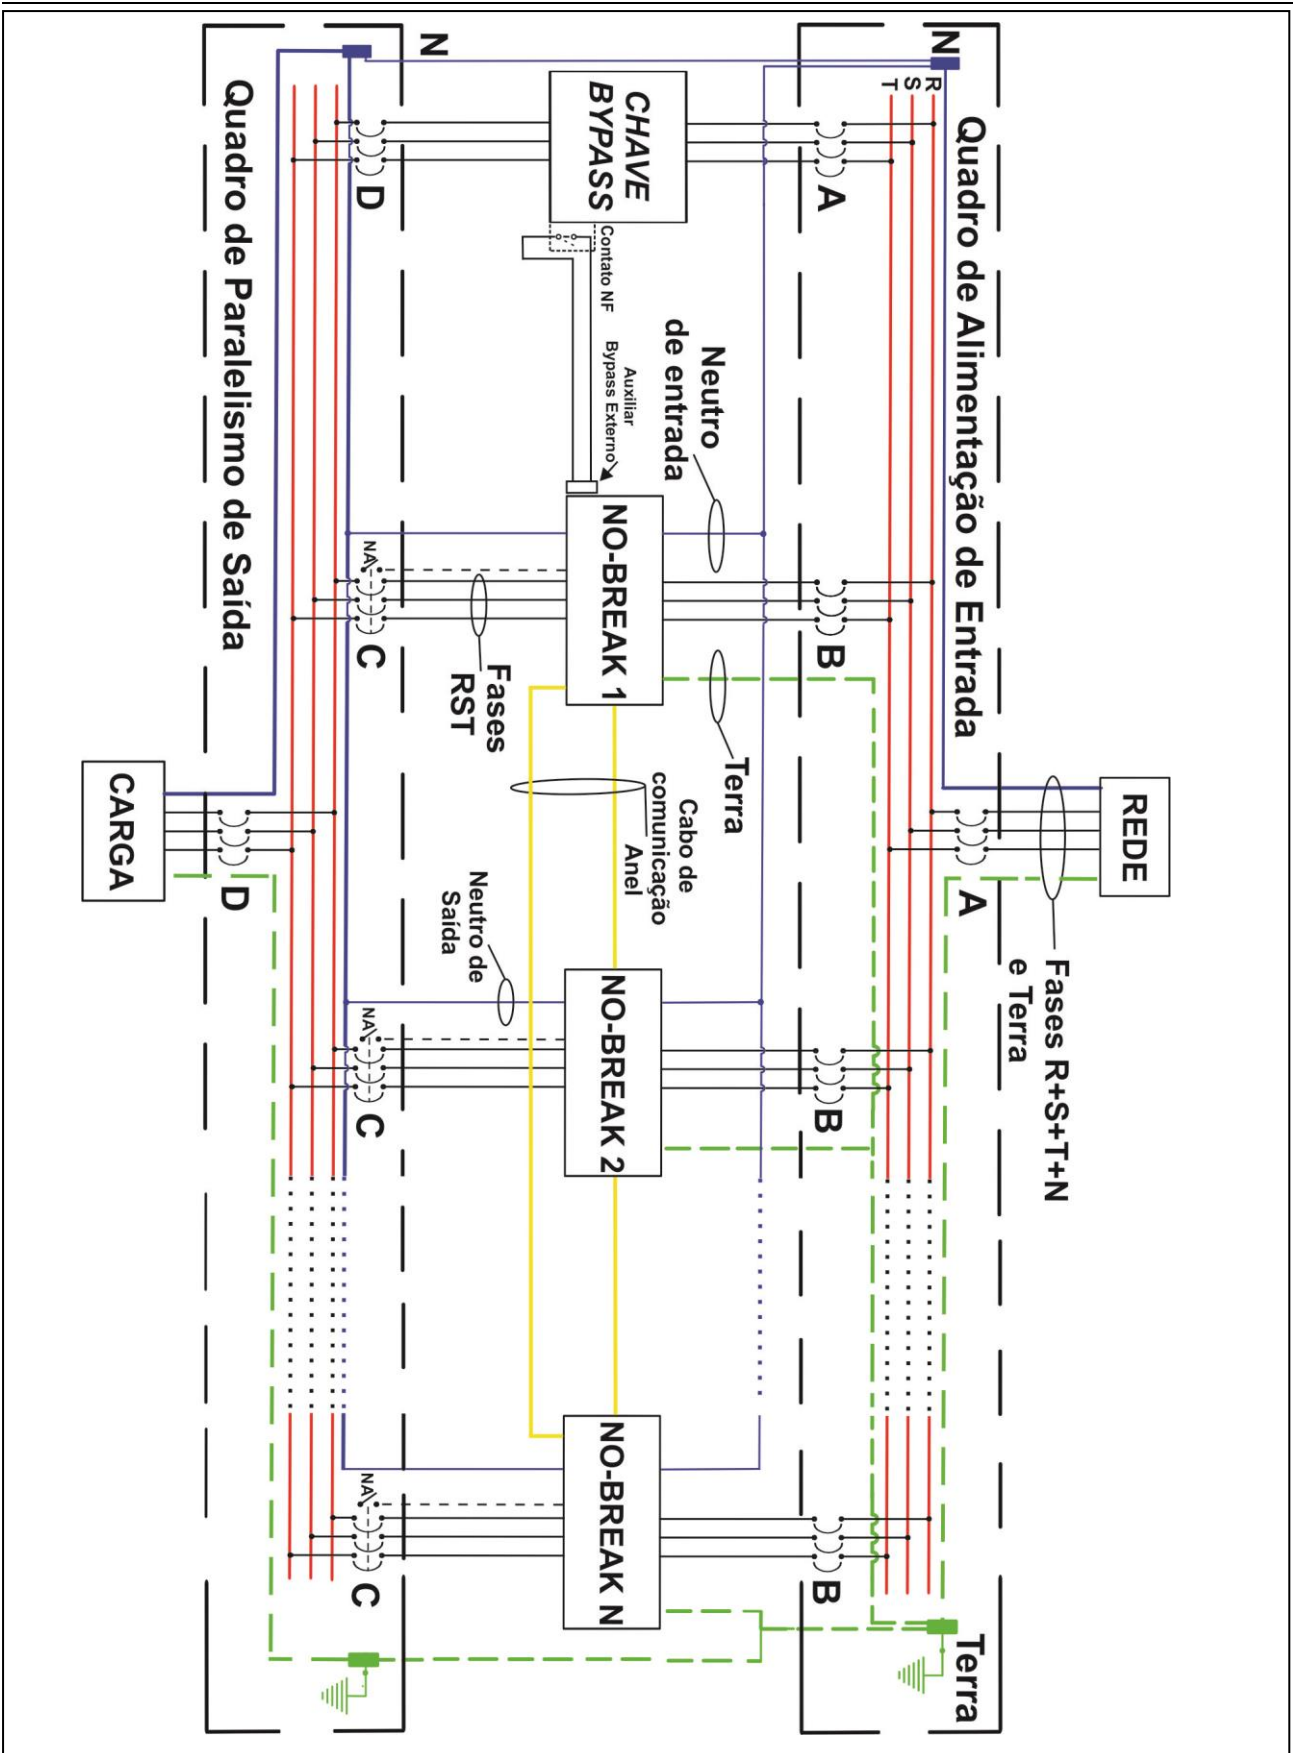 REDE
Fases R+S+T+N
e Terra
A
Quadro de Alimentação de Entrada
N
R
S
T
Terra
A
B
B
B
Neutro
de entrada
Terra
CHAVE
BYPASS
Contato NF
Auxiliar
Bypass Externo
NO-BREAK 1
NO-BREAK 2
NO-BREAK N
Cabo de
comunicação
Anel
Fases
RST
Neutro de
Saída
N
D
NA
C
NA
C
NA
C
Quadro de Paralelismo de Saída
D
CARGA